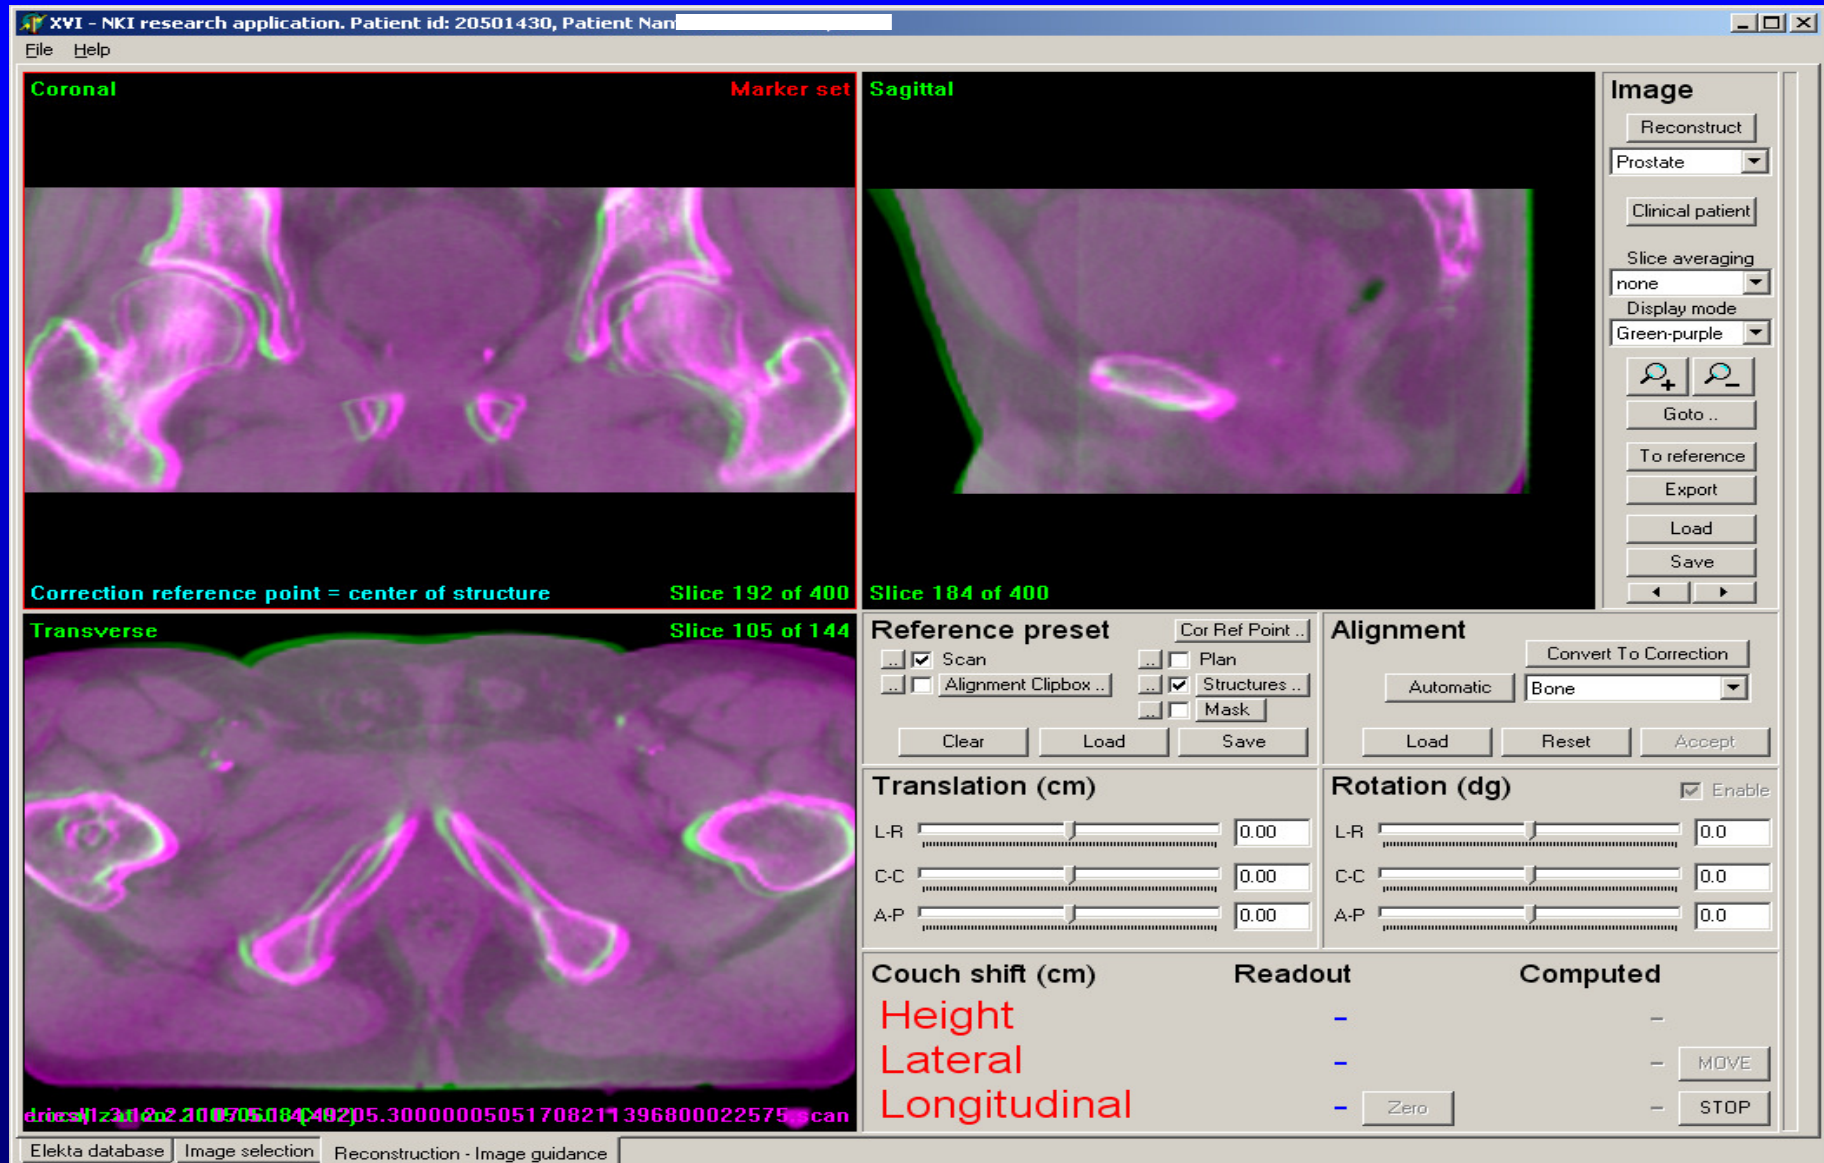 XVI - NKI research application. Patient id: 20501430, Patient Nam
File Help
Coronal
Marker set
Correction reference point = center of structure
Slice 192 of 400
Sagittal
Slice 184 of 400
Transverse
Slice 105 of 144
Image
Reconstruct
Prostate
Clinical patient
Slice averaging
none
Display mode
Green-purple
Goto ..
To reference
Export
Load
Save
Reference preset
Cor Ref Point ..
.. Scan
.. Plan
.. Alignment Clipbox ..
.. Structures ..
.. Mask
Clear Load Save
Alignment
Convert To Correction
Automatic Bone
Load Reset Accept
Translation (cm)
L-R 0.00
C-C 0.00
A-P 0.00
Rotation (dg)
Enable
L-R 0.0
C-C 0.0
A-P 0.0
Couch shift (cm) Readout Computed
Height - -
Lateral - - MOVE
Longitudinal - Zero - STOP
Elekta database Image selection Reconstruction - Image guidance